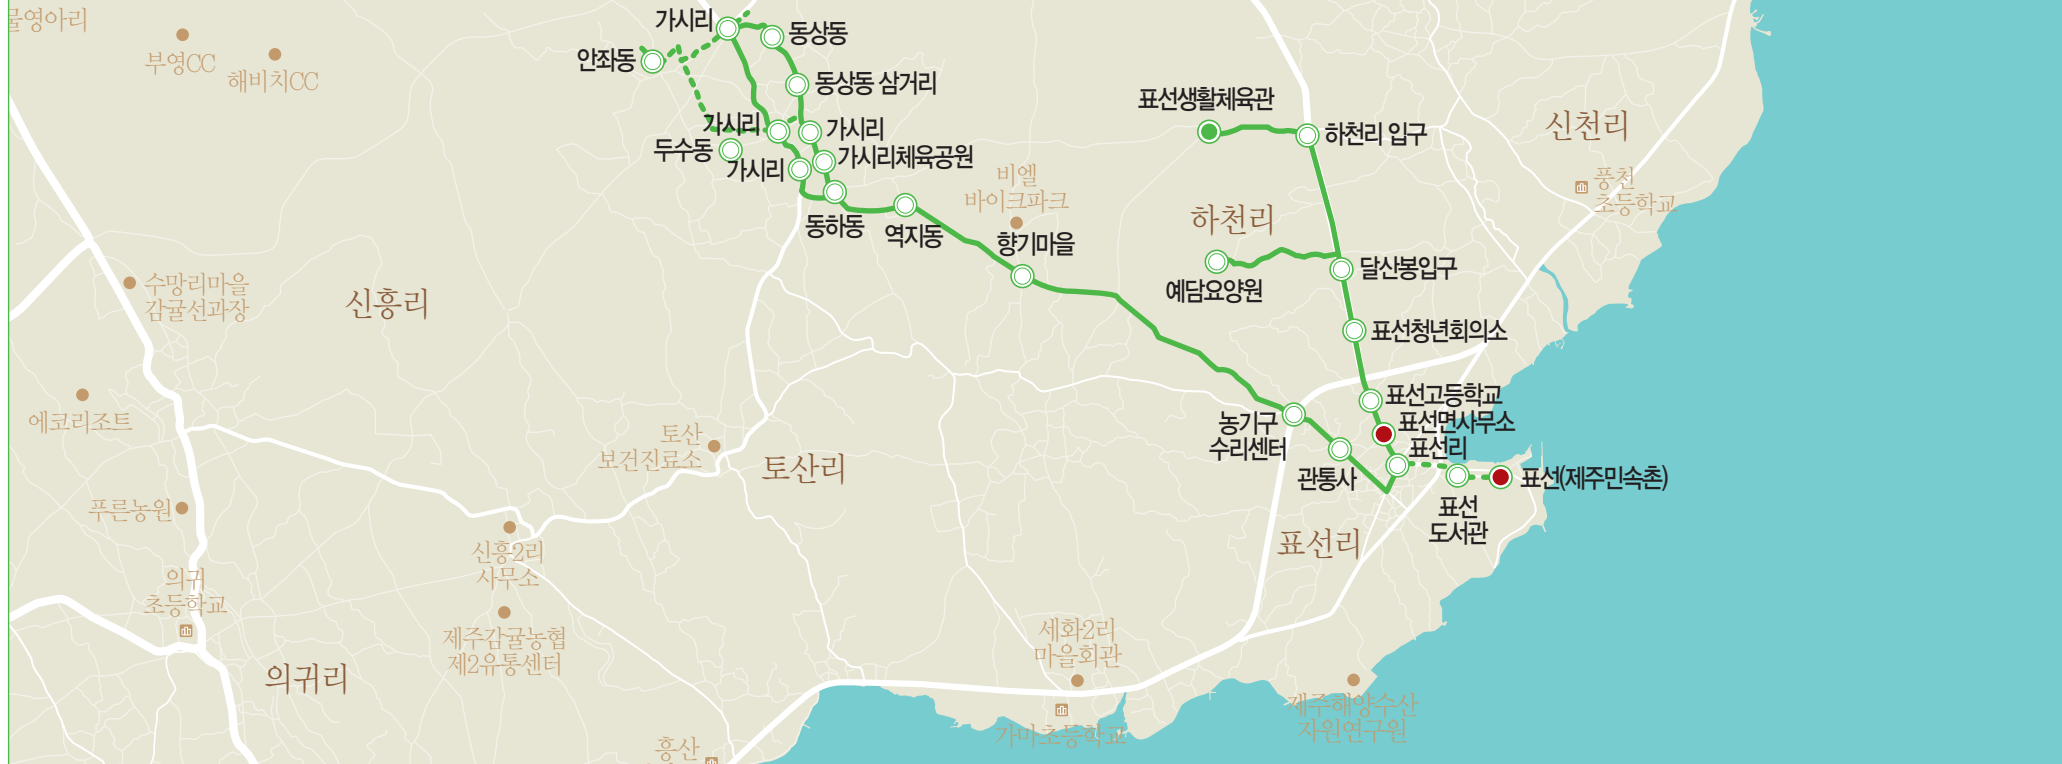 물영아리
부영CC
해비치CC
가시리
동상동
안좌동
동상동 삼거리
가시리
가시리
두수동
가시리체육공원
가시리
동하동
역지동
비엘
바이크파크
향기마을
표선생활체육관
하천리 입구
신천리
풍천
초등학교
하천리
예담요양원
달산봉입구
표선청년회의소
수망리마을
감귤선과장
신흥리
에코리조트
토산
보건진료소
토산리
표선고등학교
표선면사무소
표선리
농기구
수리센터
관통사
표선(제주민속촌)
표선
도서관
표선리
푸른농원
신흥2리
사무소
의귀
초등학교
제주감귤농협
제2유통센터
의귀리
세화2리
마을회관
가마초등학교
제주해양수산
자원연구원
흥산